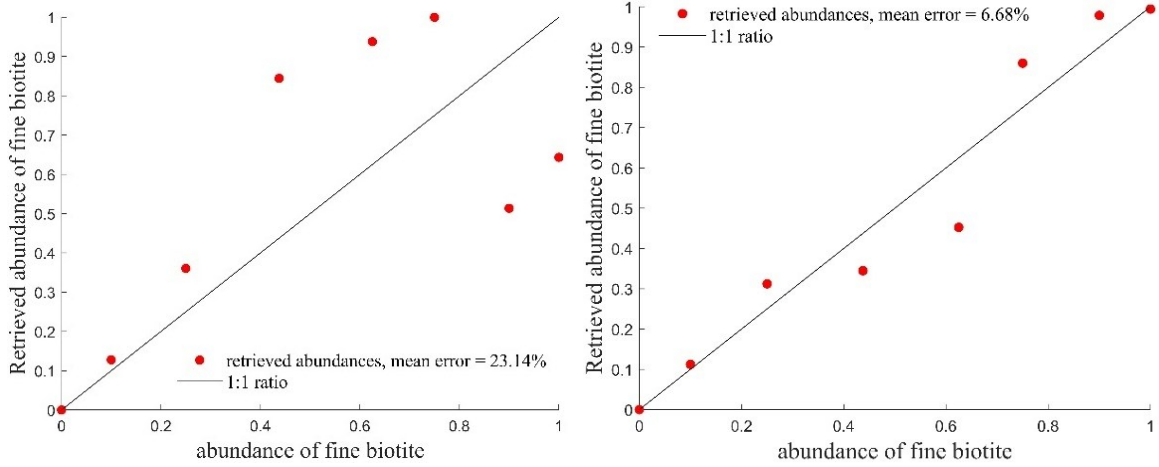 Retrieved abundance of fine biotite
1
0.9
0.8
0.7
0.6
0.5
0.4
0.3
0.2
0.1
0
retrieved abundances, mean error = 23.14%
1:1 ratio
0 0.2 0.4 0.6 0.8 1
abundance of fine biotite
Retrieved abundance of fine biotite
1
0.9
0.8
0.7
0.6
0.5
0.4
0.3
0.2
0.1
0
retrieved abundances, mean error = 6.68%
1:1 ratio
0 0.2 0.4 0.6 0.8 1
abundance of fine biotite